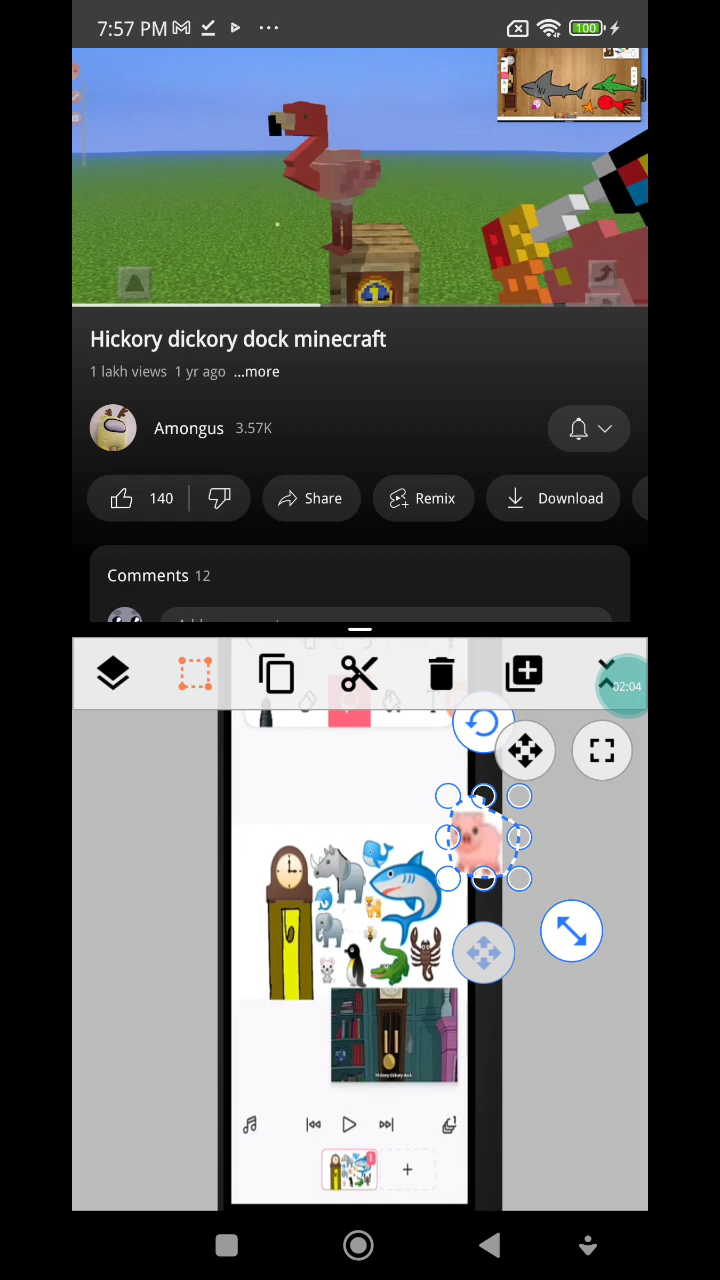 7:57 PM
100
Hickory dickory dock minecraft
1 lakh views 1 yr ago ...more
Amongus 3.57K
140
Share
Remix
Download
Comments 12
02:04
Hickory dickory dock
1